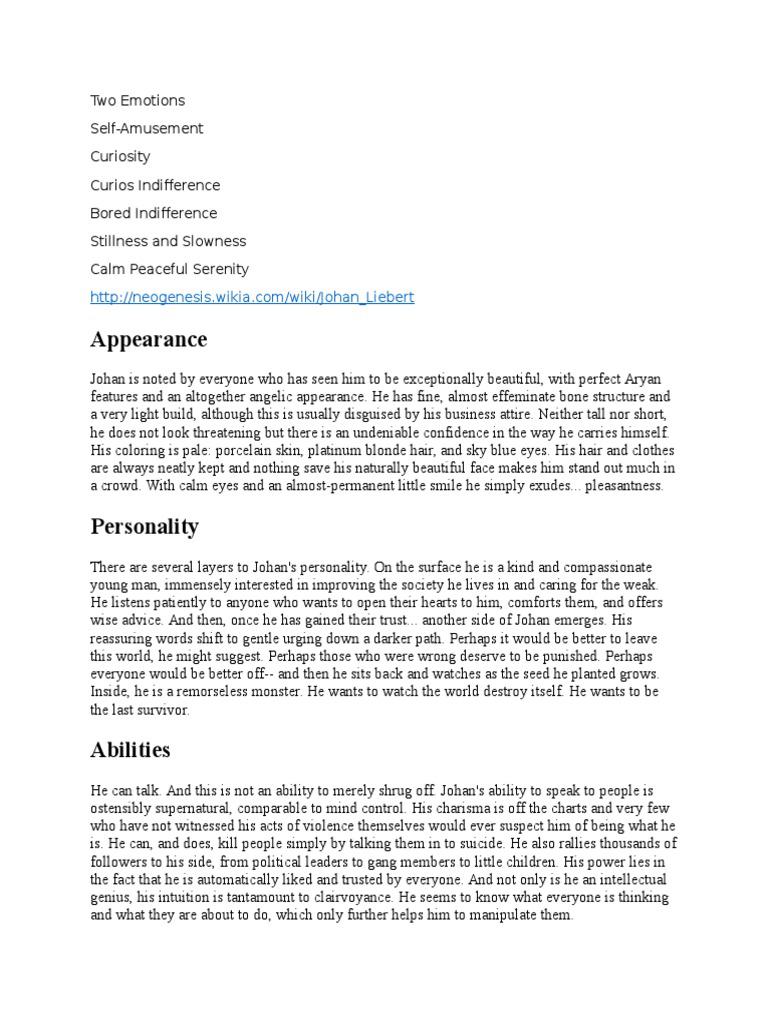 Two Emotions
Self-Amusement
Curiosity
Curios Indifference
Bored Indifference
Stillness and Slowness
Calm Peaceful Serenity
http://neogenesis.wikia.com/wiki/Johan_Liebert
Appearance
Johan is noted by everyone who has seen him to be exceptionally beautiful, with perfect Aryan
features and an altogether angelic appearance. He has fine, almost effeminate bone structure and
a very light build, although this is usually disguised by his business attire. Neither tall nor short,
he does not look threatening but there is an undeniable confidence in the way he carries himself.
His coloring is pale: porcelain skin, platinum blonde hair, and sky blue eyes. His hair and clothes
are always neatly kept and nothing save his naturally beautiful face makes him stand out much in
a crowd. With calm eyes and an almost-permanent little smile he simply exudes... pleasantness.
Personality
There are several layers to Johan's personality. On the surface he is a kind and compassionate
young man, immensely interested in improving the society he lives in and caring for the weak.
He listens patiently to anyone who wants to open their hearts to him, comforts them, and offers
wise advice. And then, once he has gained their trust... another side of Johan emerges. His
reassuring words shift to gentle urging down a darker path. Perhaps it would be better to leave
this world, he might suggest. Perhaps those who were wrong deserve to be punished. Perhaps
everyone would be better off-- and then he sits back and watches as the seed he planted grows.
Inside, he is a remorseless monster. He wants to watch the world destroy itself. He wants to be
the last survivor.
Abilities
He can talk. And this is not an ability to merely shrug off. Johan's ability to speak to people is
ostensibly supernatural, comparable to mind control. His charisma is off the charts and very few
who have not witnessed his acts of violence themselves would ever suspect him of being what he
is. He can, and does, kill people simply by talking them in to suicide. He also rallies thousands of
followers to his side, from political leaders to gang members to little children. His power lies in
the fact that he is automatically liked and trusted by everyone. And not only is he an intellectual
genius, his intuition is tantamount to clairvoyance. He seems to know what everyone is thinking
and what they are about to do, which only further helps him to manipulate them.